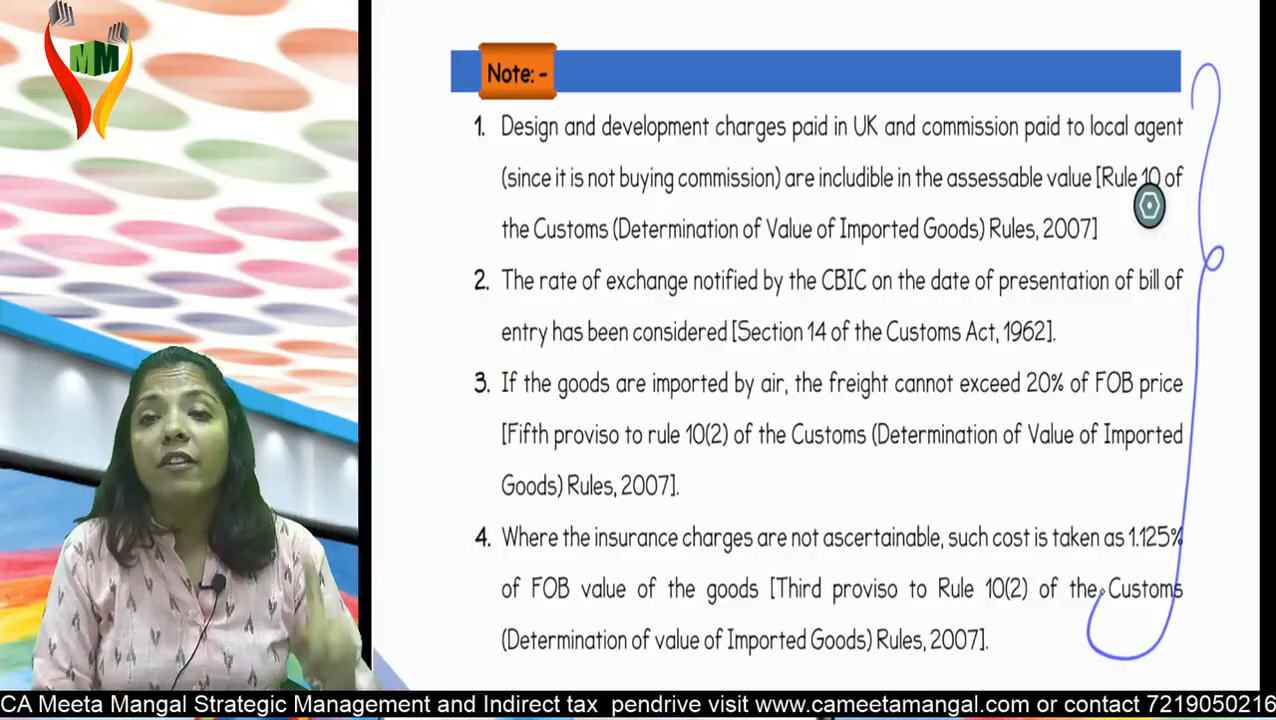 MM
Note: -
1. Design and development charges paid in UK and commission paid to local agent
(since it is not buying commission) are includible in the assessable value [Rule 10 of
the Customs (Determination of Value of Imported Goods) Rules, 2007]
2. The rate of exchange notified by the CBIC on the date of presentation of bill of
entry has been considered [Section 14 of the Customs Act, 1962].
3. If the goods are imported by air, the freight cannot exceed 20% of FOB price
[Fifth proviso to rule 10(2) of the Customs (Determination of Value of Imported
Goods) Rules, 2007].
4. Where the insurance charges are not ascertainable, such cost is taken as 1.125%
of FOB value of the goods [Third proviso to Rule 10(2) of the Customs
(Determination of value of Imported Goods) Rules, 2007].
CA Meeta Mangal Strategic Management and Indirect tax pendrive visit www.cameetamangal.com or contact 7219050216